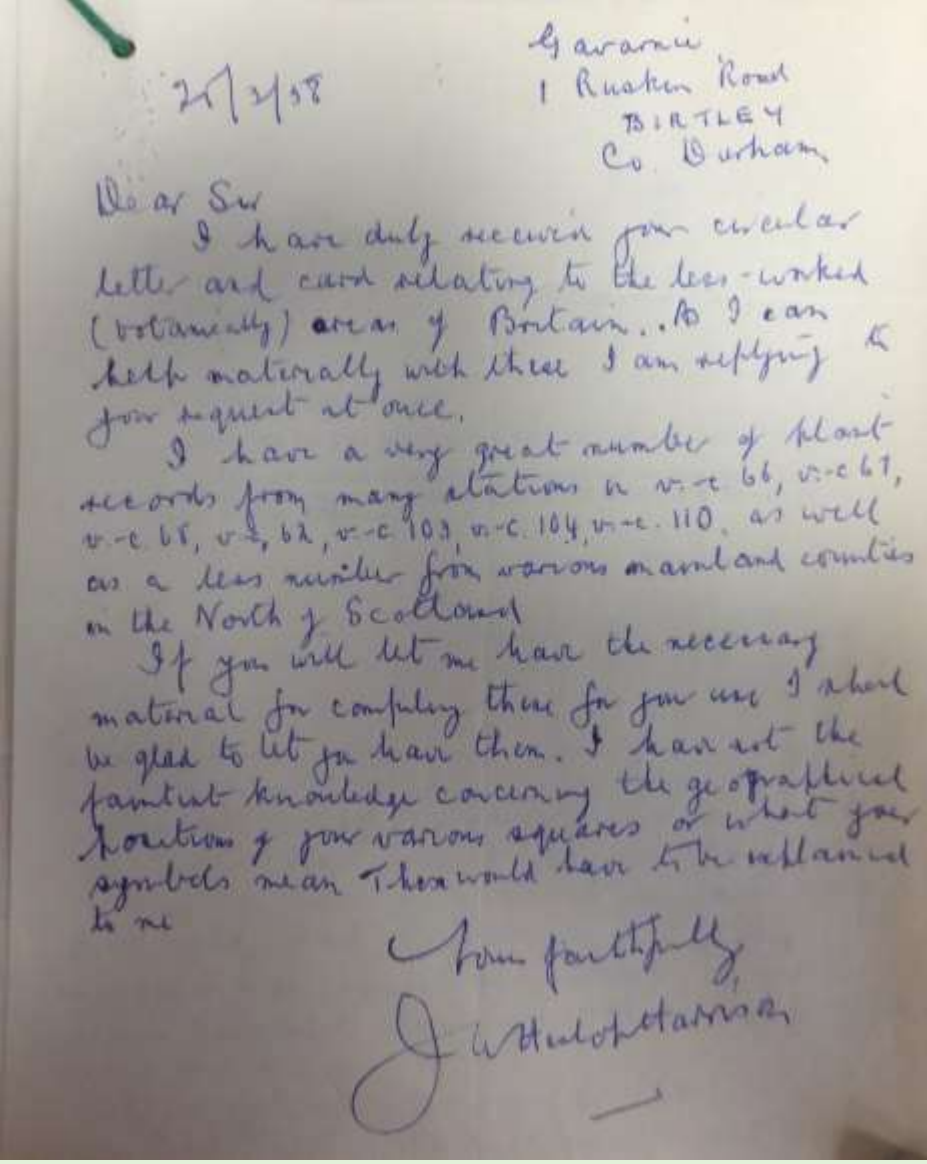 Gavarnie
1 Ruskin Road
BIRTLEY
Co. Durham
Dear Sir
I have duly received your circular
letter and card relating to the less-worked
(botanically) areas of Britain.. As I can
help materially with these I am replying to
your request at once.
I have a very great number of plant
records from many stations in v.-c 66, v.-c 67,
v.-c. 68, 62, v.-c. 103, v.-c. 104, v.-c. 110, as well
as a less number from various mainland counties
in the North of Scotland
If you will let me have the necessary
material for compiling these for your use I shall
be glad to let you have them. I have not the
faintest knowledge concerning the geographical
positions of your various squares or what your
symbols mean These would have to be explained
to me
Yours faithfully
J W Heslop Harrison